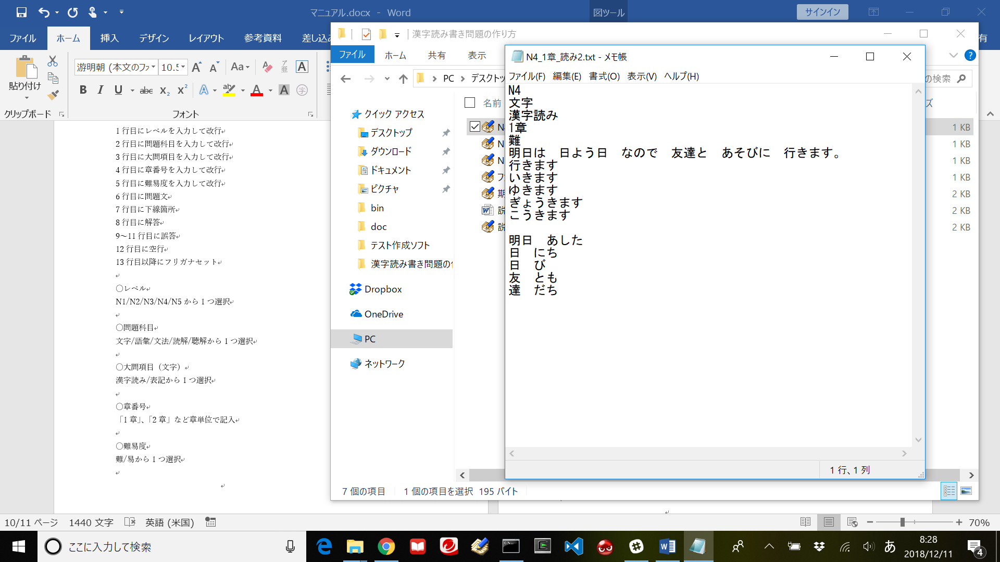 マニュアル.docx - Word
図ツール
サインイン
ファイル
ホーム
挿入
デザイン
レイアウト
参考資料
差し込み
有
貼り付け
クリップボード
游明朝 (本文のフォ
10.5
Aa
フォント
1 行目にレベルを入力して改行
2 行目に問題科目を入力して改行
3 行目に大問項目を入力して改行
4 行目に章番号を入力して改行
5 行目に難易度を入力して改行
6 行目に問題文
7 行目に下線箇所
8 行目に解答
9～11 行目に誤答
12 行目に空行
13 行目以降にフリガナセット
○レベル
N1/N2/N3/N4/N5 から 1 つ選択
○問題科目
文字/語彙/文法/読解/聴解から 1 つ選択
○大問項目（文字）
漢字読み/表記から 1 つ選択
○章番号
「1 章」、「2 章」など章単位で記入
○難易度
難/易から 1 つ選択
漢字読み書き問題の作り方
ファイル
ホーム
共有
表示
PC
デスクトッ
の検索
クイック アクセス
デスクトップ
ダウンロード
ドキュメント
ピクチャ
bin
doc
テスト作成ソフト
漢字読み書き問題の作
Dropbox
OneDrive
PC
ネットワーク
名前
ズ
N
1 KB
N
1 KB
N
1 KB
フ
1 KB
期
2 KB
説
2 KB
説
2 KB
7 個の項目
1 個の項目を選択 195 バイト
N4_1章_読み2.txt - メモ帳
ファイル(F) 編集(E) 書式(O) 表示(V) ヘルプ(H)
N4
文字
漢字読み
1章
難
明日は　日よう日　なので　友達と　あそびに　行きます。
行きます
いきます
ゆきます
ぎょうきます
こうきます
明日　あした
日　にち
日　び
友　とも
達　だち
1 行、1 列
10/11 ページ
1440 文字
英語 (米国)
70%
ここに入力して検索
あ
8:28
2018/12/11
4